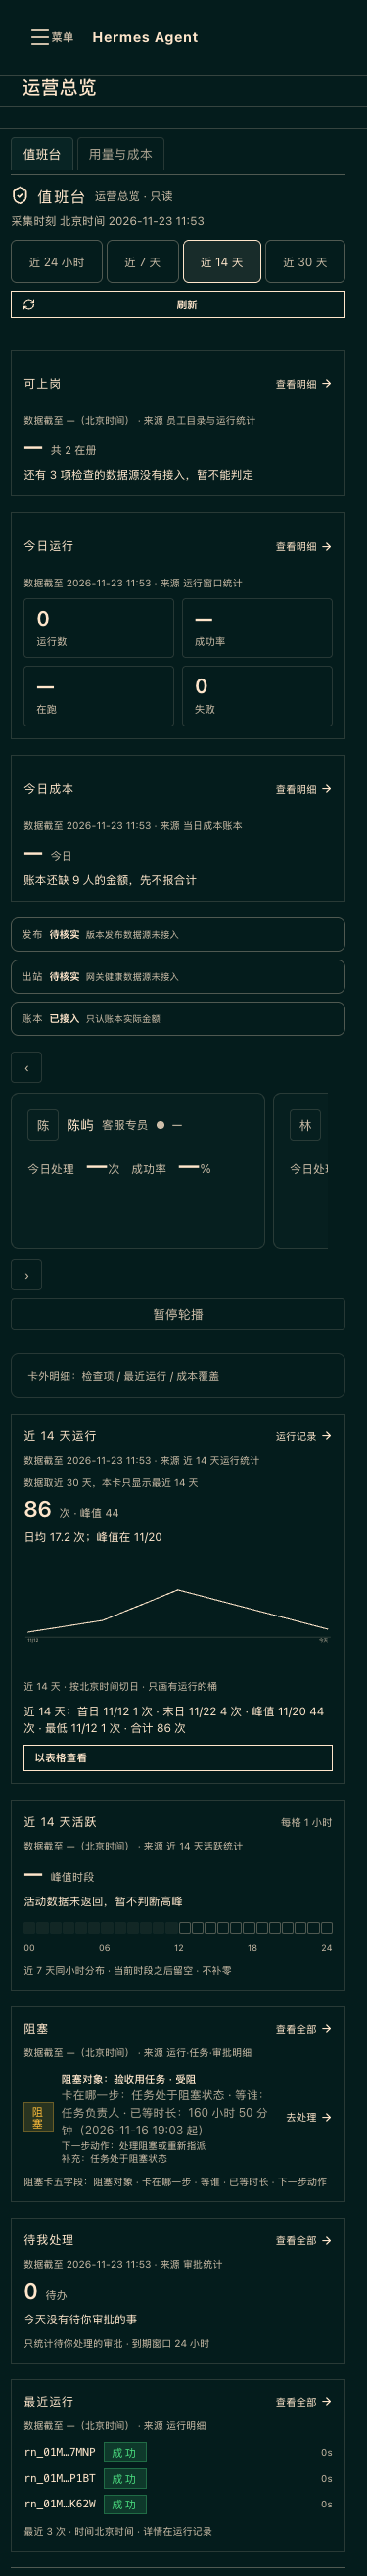 菜单 Hermes Agent
运营总览
值班台 用量与成本
值班台 运营总览 · 只读
采集时刻 北京时间 2026-11-23 11:53
近 24 小时 近 7 天 近 14 天 近 30 天
刷新
可上岗 查看明细 →
数据截至 —（北京时间） · 来源 员工目录与运行统计
— 共 2 在册
还有 3 项检查的数据源没有接入，暂不能判定
今日运行 查看明细 →
数据截至 2026-11-23 11:53 · 来源 运行窗口统计
0 —
运行数 成功率
— 0
在跑 失败
今日成本 查看明细 →
数据截至 2026-11-23 11:53 · 来源 当日成本账本
— 今日
账本还缺 9 人的金额，先不报合计
发布 待核实 版本发布数据源未接入
出站 待核实 网关健康数据源未接入
账本 已接入 只认账本实际金额
‹
陈 陈屿 客服专员 ● — 林
今日处理 —次 成功率 —% 今日处
›
暂停轮播
卡外明细：检查项 / 最近运行 / 成本覆盖
近 14 天运行 运行记录 →
数据截至 2026-11-23 11:53 · 来源 近 14 天运行统计
数据取近 30 天，本卡只显示最近 14 天
86 次 · 峰值 44
日均 17.2 次；峰值在 11/20
11/12 今天
近 14 天 · 按北京时间切日 · 只画有运行的桶
近 14 天：首日 11/12 1 次 · 末日 11/22 4 次 · 峰值 11/20 44
次 · 最低 11/12 1 次 · 合计 86 次
以表格查看
近 14 天活跃 每格 1 小时
数据截至 —（北京时间） · 来源 近 14 天活跃统计
— 峰值时段
活动数据未返回，暂不判断高峰
00 06 12 18 24
近 7 天同小时分布 · 当前时段之后留空 · 不补零
阻塞 查看全部 →
数据截至 —（北京时间） · 来源 运行·任务·审批明细
阻塞 阻塞对象：验收用任务 · 受阻
卡在哪一步：任务处于阻塞状态 · 等谁：
任务负责人 · 已等时长：160 小时 50 分 去处理 →
钟（2026-11-16 19:03 起）
下一步动作：处理阻塞或重新指派
补充：任务处于阻塞状态
阻塞卡五字段：阻塞对象 · 卡在哪一步 · 等谁 · 已等时长 · 下一步动作
待我处理 查看全部 →
数据截至 2026-11-23 11:53 · 来源 审批统计
0 待办
今天没有待你审批的事
只统计待你处理的审批 · 到期窗口 24 小时
最近运行 查看全部 →
数据截至 —（北京时间） · 来源 运行明细
rn_01M…7MNP 成功 0s
rn_01M…P1BT 成功 0s
rn_01M…K62W 成功 0s
最近 3 次 · 时间北京时间 · 详情在运行记录